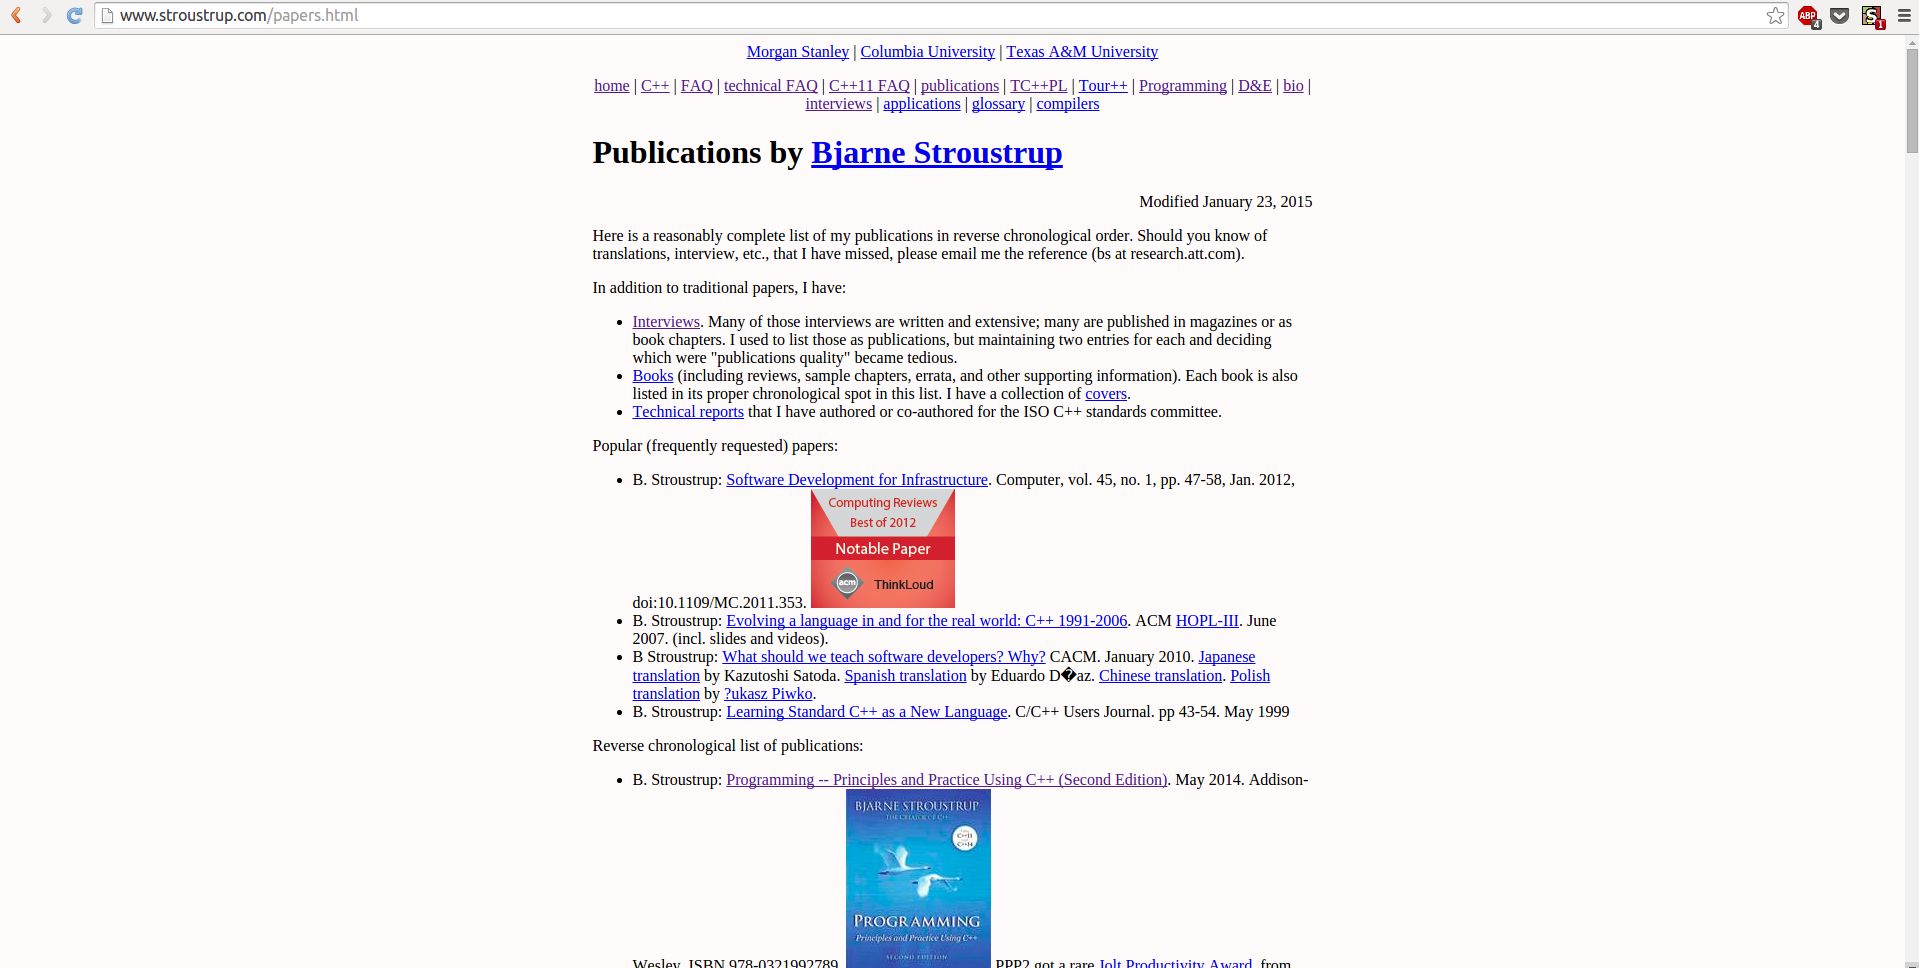 www.stroustrup.com/papers.html
ABP
4
S
1
Morgan Stanley | Columbia University | Texas A&M University
home | C++ | FAQ | technical FAQ | C++11 FAQ | publications | TC++PL | Tour++ | Programming | D&E | bio |
interviews | applications | glossary | compilers
Publications by Bjarne Stroustrup
Modified January 23, 2015
Here is a reasonably complete list of my publications in reverse chronological order. Should you know of
translations, interview, etc., that I have missed, please email me the reference (bs at research.att.com).
In addition to traditional papers, I have:
• Interviews. Many of those interviews are written and extensive; many are published in magazines or as
book chapters. I used to list those as publications, but maintaining two entries for each and deciding
which were "publications quality" became tedious.
• Books (including reviews, sample chapters, errata, and other supporting information). Each book is also
listed in its proper chronological spot in this list. I have a collection of covers.
• Technical reports that I have authored or co-authored for the ISO C++ standards committee.
Popular (frequently requested) papers:
• B. Stroustrup: Software Development for Infrastructure. Computer, vol. 45, no. 1, pp. 47-58, Jan. 2012,
Computing Reviews
Best of 2012
Notable Paper
acm ThinkLoud
doi:10.1109/MC.2011.353.
• B. Stroustrup: Evolving a language in and for the real world: C++ 1991-2006. ACM HOPL-III. June
2007. (incl. slides and videos).
• B Stroustrup: What should we teach software developers? Why? CACM. January 2010. Japanese
translation by Kazutoshi Satoda. Spanish translation by Eduardo D�az. Chinese translation. Polish
translation by ?ukasz Piwko.
• B. Stroustrup: Learning Standard C++ as a New Language. C/C++ Users Journal. pp 43-54. May 1999
Reverse chronological list of publications:
• B. Stroustrup: Programming -- Principles and Practice Using C++ (Second Edition). May 2014. Addison-
BJARNE STROUSTRUP
THE CREATOR OF C++
C++11
C++14
PROGRAMMING
Principles and Practice Using C++
SECOND EDITION
Wesley. ISBN 978-0321992789. PPP2 got a rare Jolt Productivity Award, from